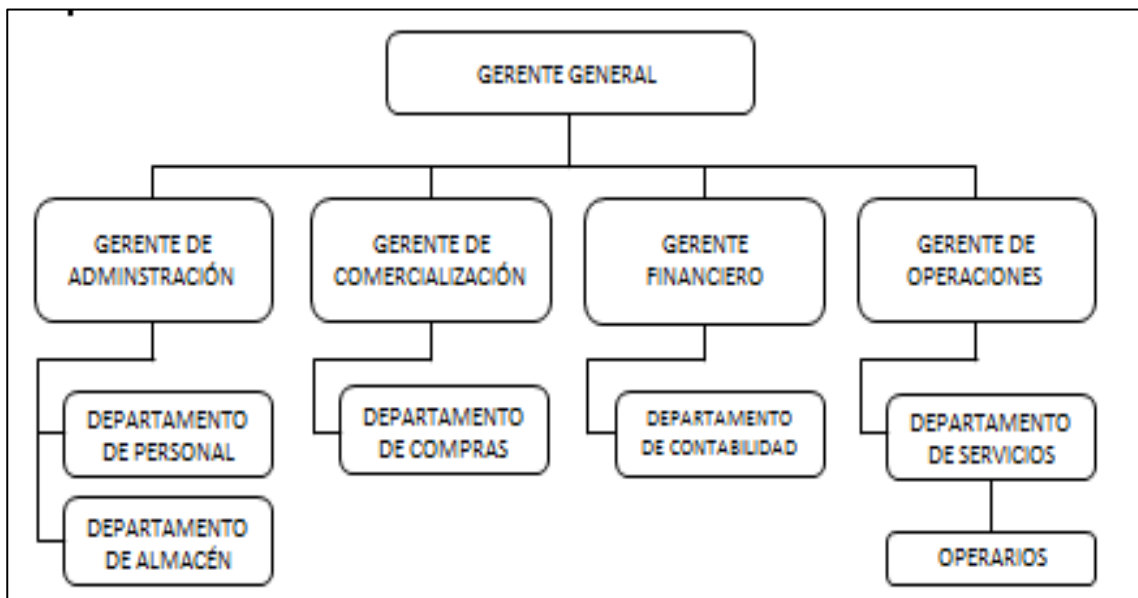 GERENTE GENERAL
GERENTE DE
ADMINSTRACIÓN
GERENTE DE
COMERCIALIZACIÓN
GERENTE
FINANCIERO
GERENTE DE
OPERACIONES
DEPARTAMENTO
DE PERSONAL
DEPARTAMENTO
DE COMPRAS
DEPARTAMENTO
DE CONTABILIDAD
DEPARTAMENTO
DE SERVICIOS
DEPARTAMENTO
DE ALMACÉN
OPERARIOS